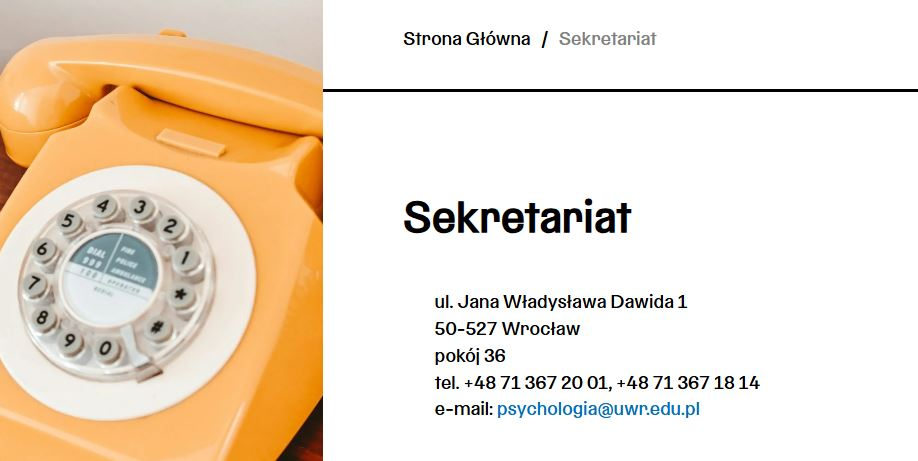 Strona Główna / Sekretariat
Sekretariat
ul. Jana Władysława Dawida 1
50-527 Wrocław
pokój 36
tel. +48 71 367 20 01, +48 71 367 18 14
e-mail: psychologia@uwr.edu.pl
1
2
3
4
5
6
7
8
9
0
#
*
DIAL
999
FIRE
POLICE
AMBULANCE
100
OPERATOR